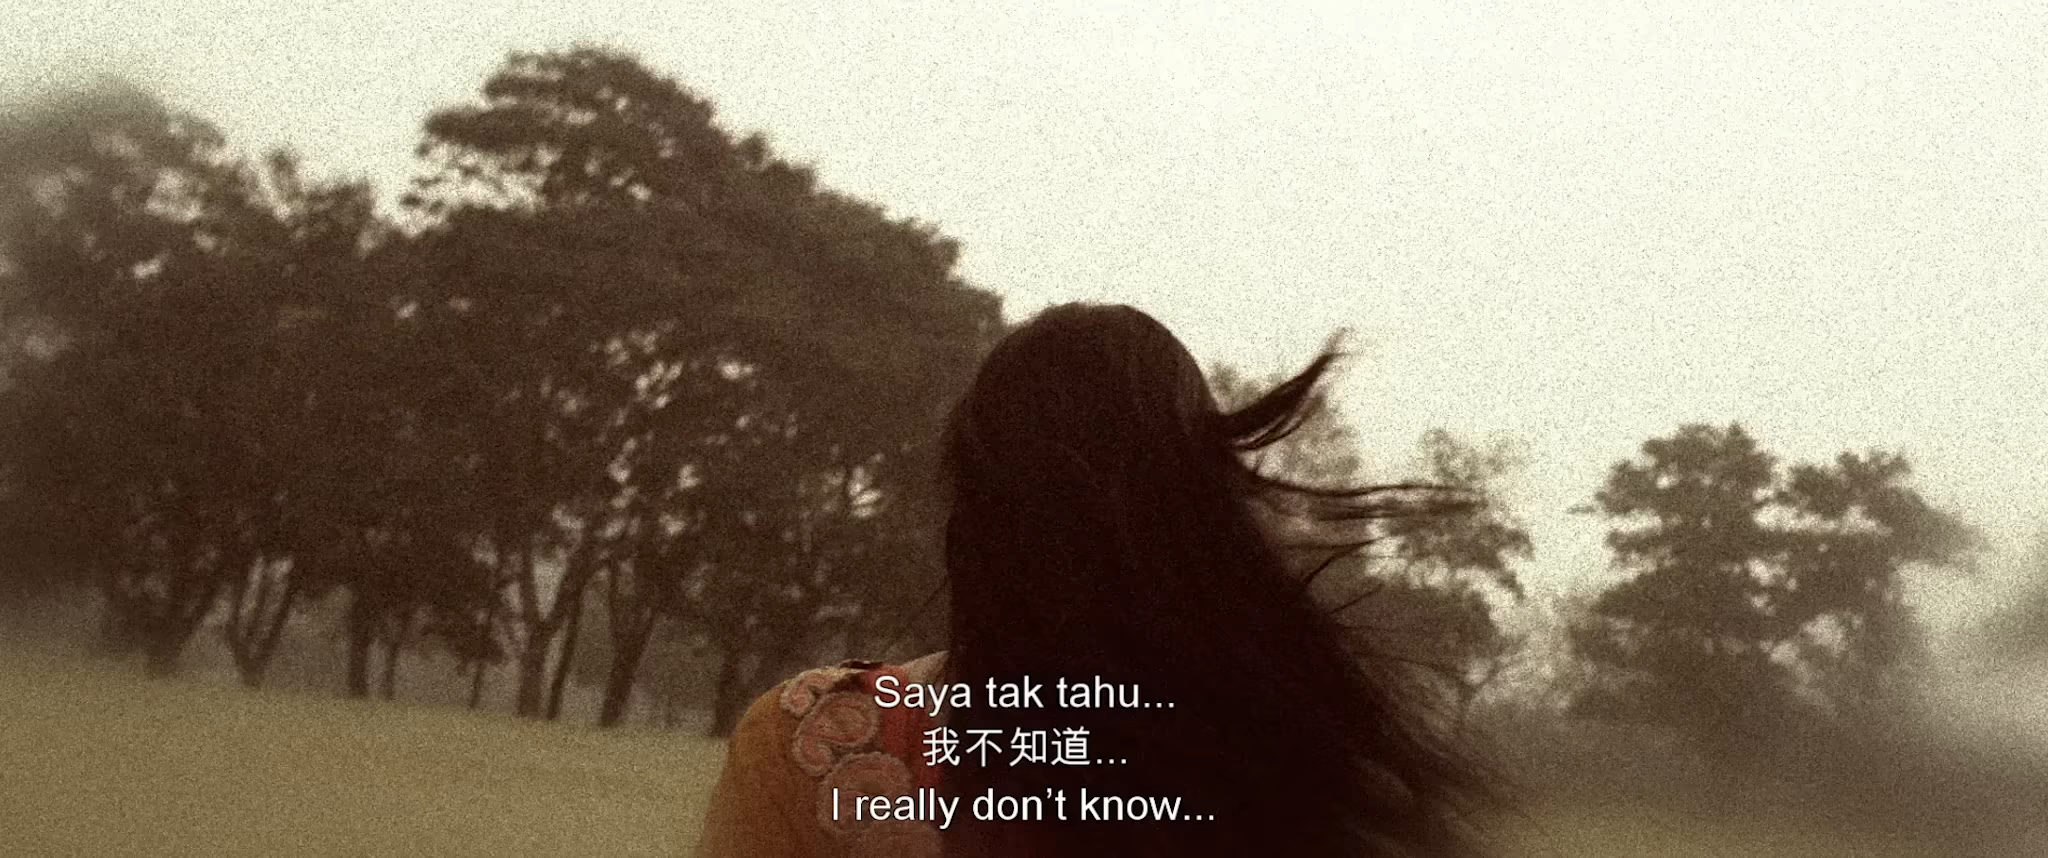 Saya tak tahu...
我不知道...
I really don’t know...